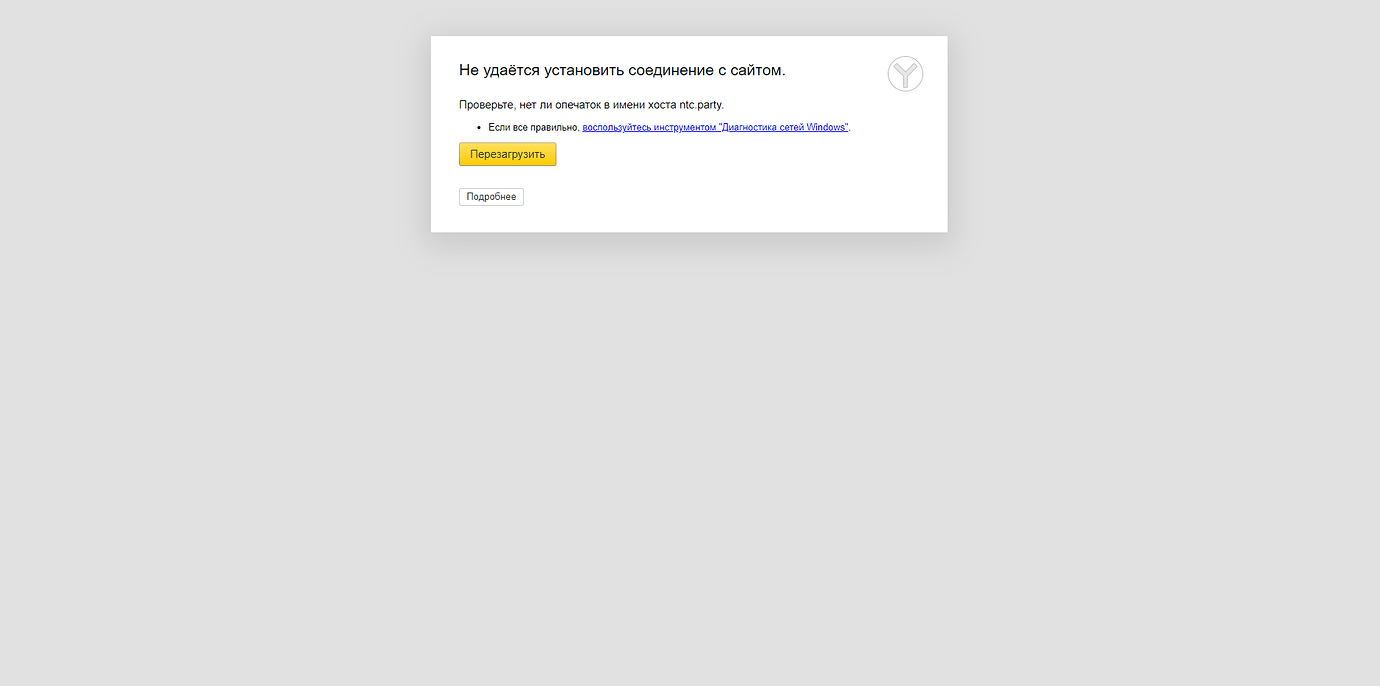 Не удаётся установить соединение с сайтом.
Проверьте, нет ли опечаток в имени хоста ntc.party.
• Если все правильно, воспользуйтесь инструментом "Диагностика сетей Windows".
Перезагрузить
Подробнее